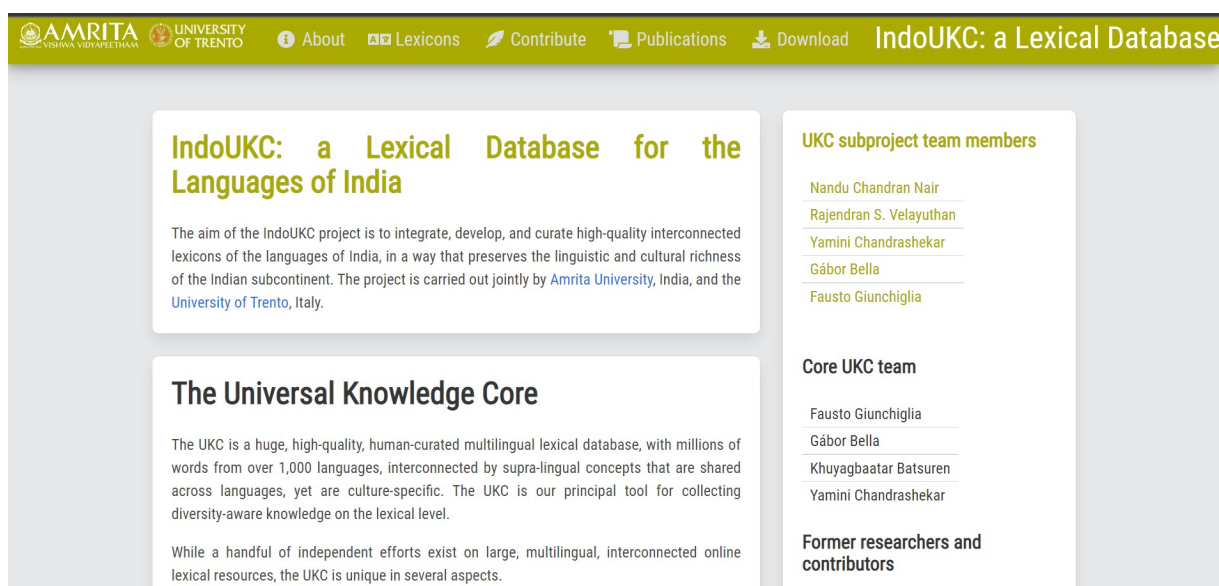 AMRITA
VISHWA VIDYAPEETHAM
UNIVERSITY
OF TRENTO
About
Lexicons
Contribute
Publications
Download
IndoUKC: a Lexical Database
IndoUKC: a Lexical Database for the
Languages of India
The aim of the IndoUKC project is to integrate, develop, and curate high-quality interconnected
lexicons of the languages of India, in a way that preserves the linguistic and cultural richness
of the Indian subcontinent. The project is carried out jointly by Amrita University, India, and the
University of Trento, Italy.
The Universal Knowledge Core
The UKC is a huge, high-quality, human-curated multilingual lexical database, with millions of
words from over 1,000 languages, interconnected by supra-lingual concepts that are shared
across languages, yet are culture-specific. The UKC is our principal tool for collecting
diversity-aware knowledge on the lexical level.
While a handful of independent efforts exist on large, multilingual, interconnected online
lexical resources, the UKC is unique in several aspects.
UKC subproject team members
Nandu Chandran Nair
Rajendran S. Velayuthan
Yamini Chandrashekar
Gábor Bella
Fausto Giunchiglia
Core UKC team
Fausto Giunchiglia
Gábor Bella
Khuyagbaatar Batsuren
Yamini Chandrashekar
Former researchers and
contributors